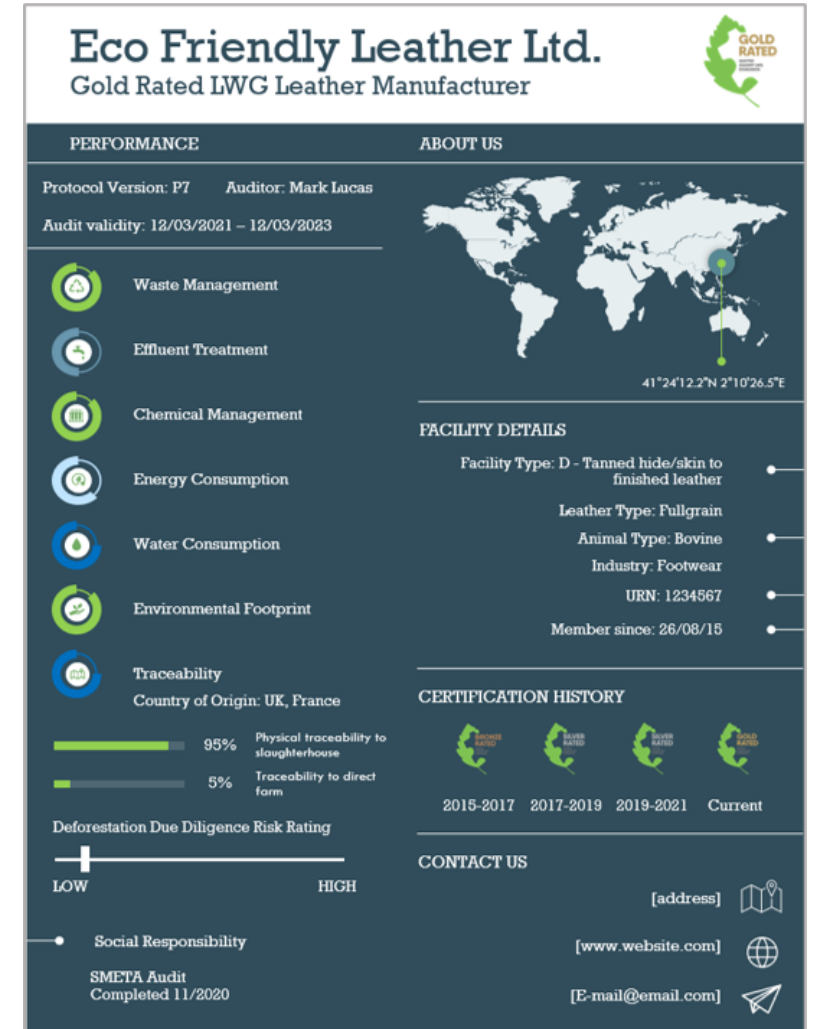 Eco Friendly Leather Ltd.
Gold Rated LWG Leather Manufacturer
GOLD
RATED
PERFORMANCE
Protocol Version: P7 Auditor: Mark Lucas
Audit validity: 12/03/2021 – 12/03/2023
Waste Management
Effluent Treatment
Chemical Management
Energy Consumption
Water Consumption
Environmental Footprint
Traceability
Country of Origin: UK, France
95% Physical traceability to
slaughterhouse
5% Traceability to direct
farm
Deforestation Due Diligence Risk Rating
LOW HIGH
Social Responsibility
SMETA Audit
Completed 11/2020
ABOUT US
41°24'12.2"N 2°10'26.5"E
FACILITY DETAILS
Facility Type: D - Tanned hide/skin to
finished leather
Leather Type: Fullgrain
Animal Type: Bovine
Industry: Footwear
URN: 1234567
Member since: 26/08/15
CERTIFICATION HISTORY
BRONZE
RATED
SILVER
RATED
SILVER
RATED
GOLD
RATED
2015-2017 2017-2019 2019-2021 Current
CONTACT US
[address]
[www.website.com]
[E-mail@email.com]